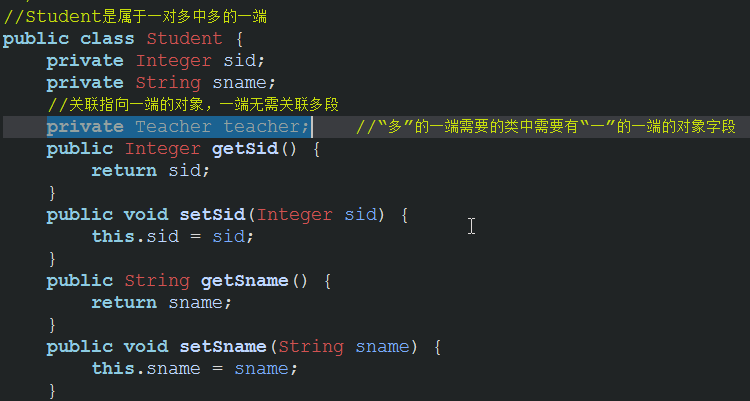 //Student是属于一对多中多的一端
public class Student {
    private Integer sid;
    private String sname;
    //关联指向一端的对象，一端无需关联多段
    private Teacher teacher;    //“多”的一端需要的类中需要有“一”的一端的对象字段
    public Integer getSid() {
        return sid;
    }
    public void setSid(Integer sid) {
        this.sid = sid;
    }
    public String getSname() {
        return sname;
    }
    public void setSname(String sname) {
        this.sname = sname;
    }